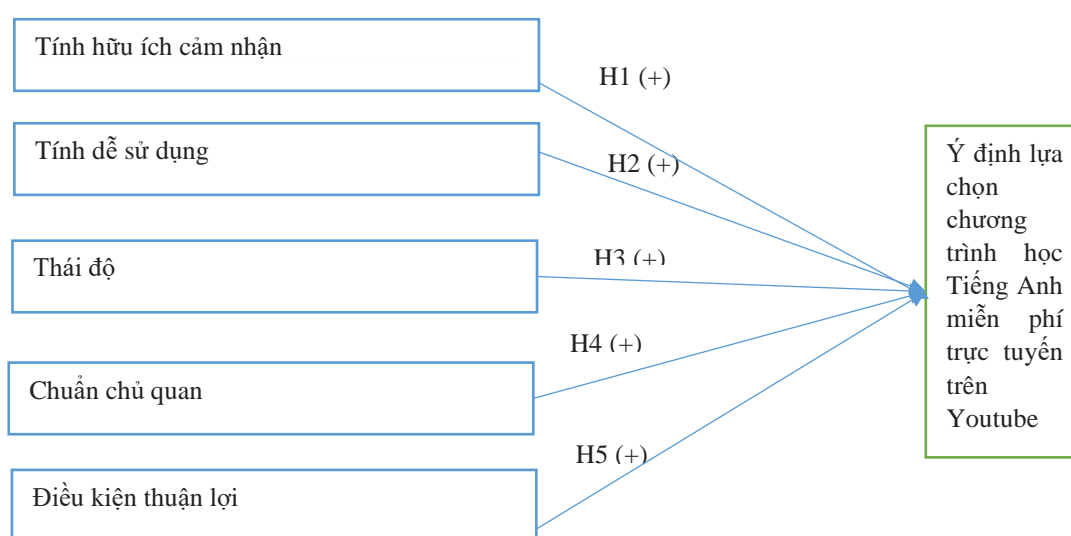 Tính hữu ích cảm nhận
H1 (+)
Tính dễ sử dụng
H2 (+)
Thái độ
H3 (+)
Chuẩn chủ quan
H4 (+)
Điều kiện thuận lợi
H5 (+)
Ý định lựa
chọn
chương
trình học
Tiếng Anh
miễn phí
trực tuyến
trên
Youtube